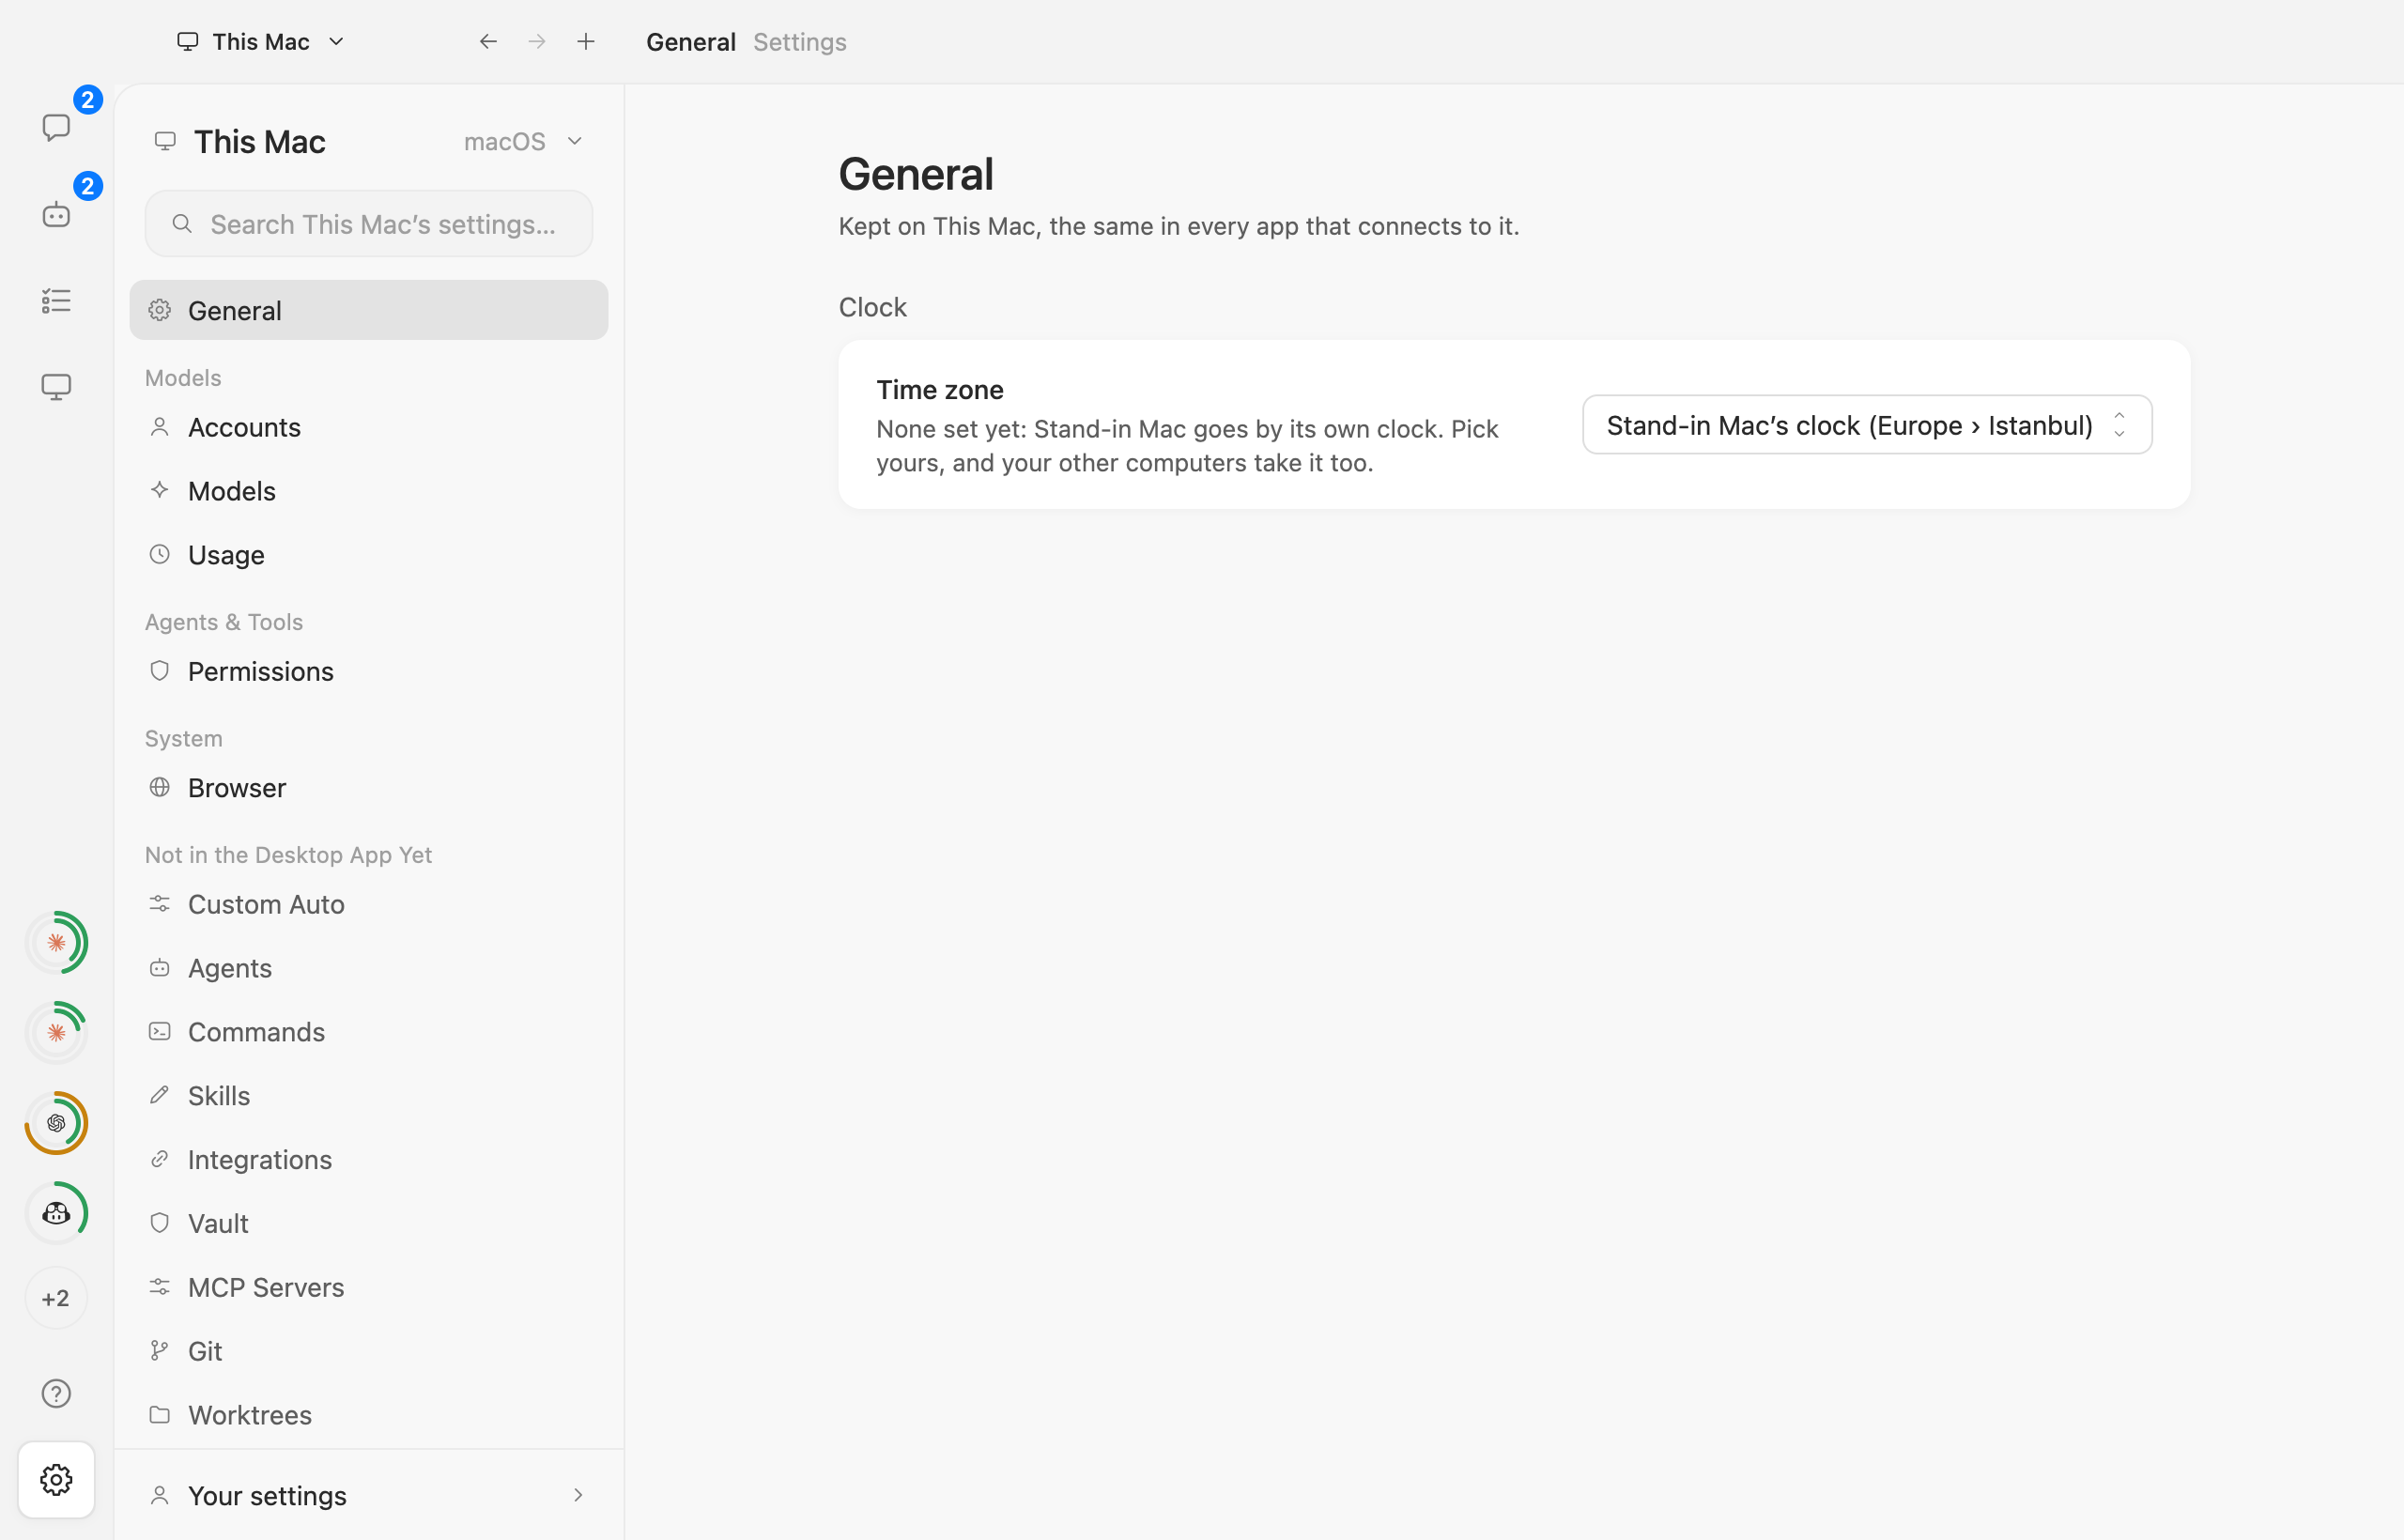 This Mac
General Settings
2
2
This Mac macOS
Search This Mac’s settings...
General
Models
Accounts
Models
Usage
Agents & Tools
Permissions
System
Browser
Not in the Desktop App Yet
Custom Auto
Agents
Commands
Skills
Integrations
Vault
MCP Servers
Git
Worktrees
Your settings
+2
General
Kept on This Mac, the same in every app that connects to it.
Clock
Time zone
None set yet: Stand-in Mac goes by its own clock. Pick
yours, and your other computers take it too.
Stand-in Mac’s clock (Europe › Istanbul)